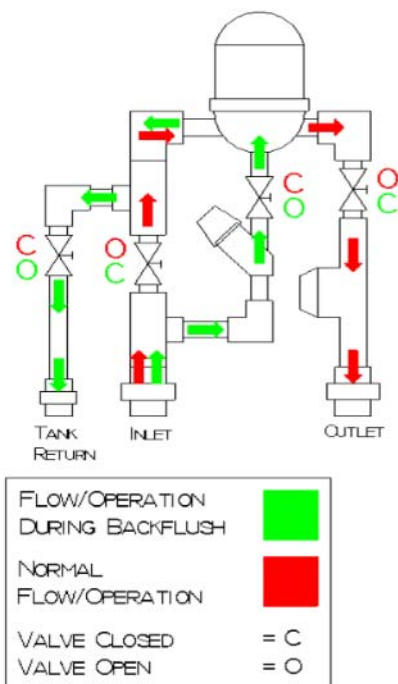 C
O
O
C
C
O
O
C
TANK
RETURN
INLET
OUTLET
FLOW/OPERATION
DURING BACKFLUSH
NORMAL
FLOW/OPERATION
VALVE CLOSED = C
VALVE OPEN = O